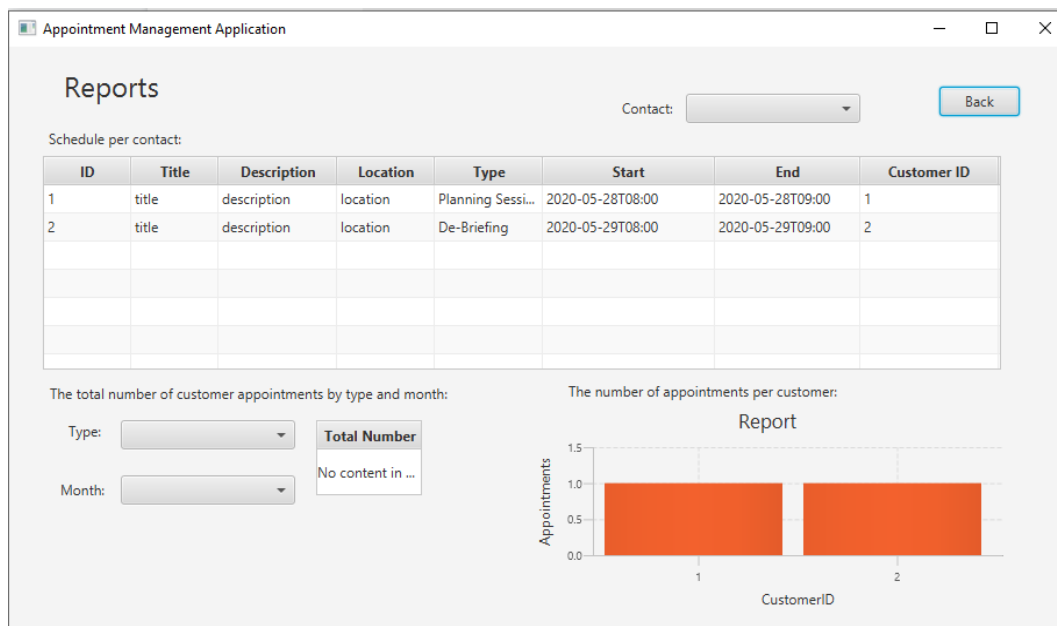 Appointment Management Application
Reports
Contact:
Back
Schedule per contact:
ID Title Description Location Type Start End Customer ID
1 title description location Planning Sessi... 2020-05-28T08:00 2020-05-28T09:00 1
2 title description location De-Briefing 2020-05-29T08:00 2020-05-29T09:00 2
The total number of customer appointments by type and month:
Type:
Month:
Total Number
No content in ...
The number of appointments per customer:
Report
Appointments
1.5
1.0
0.5
0.0
1 2
CustomerID